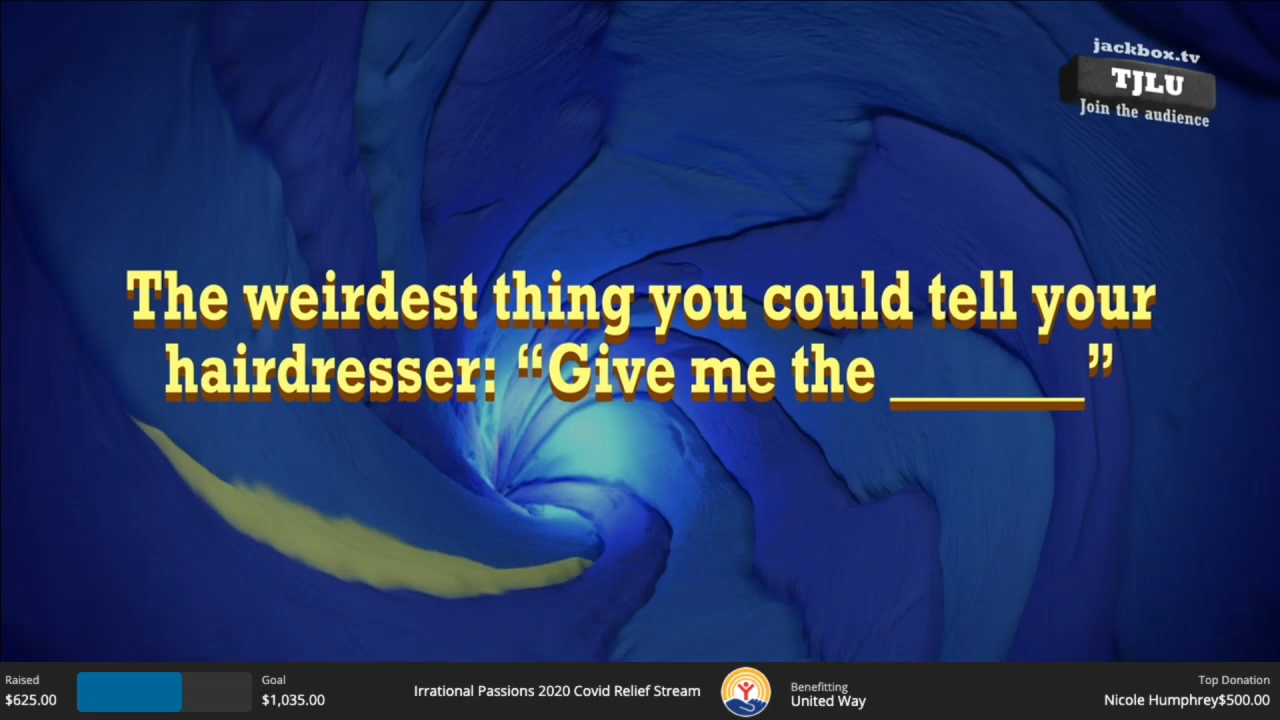 jackbox.tv
TJLU
Join the audience
The weirdest thing you could tell your
hairdresser: “Give me the ______”
Raised
$625.00
Goal
$1,035.00
Irrational Passions 2020 Covid Relief Stream
Benefitting
United Way
Top Donation
Nicole Humphrey$500.00